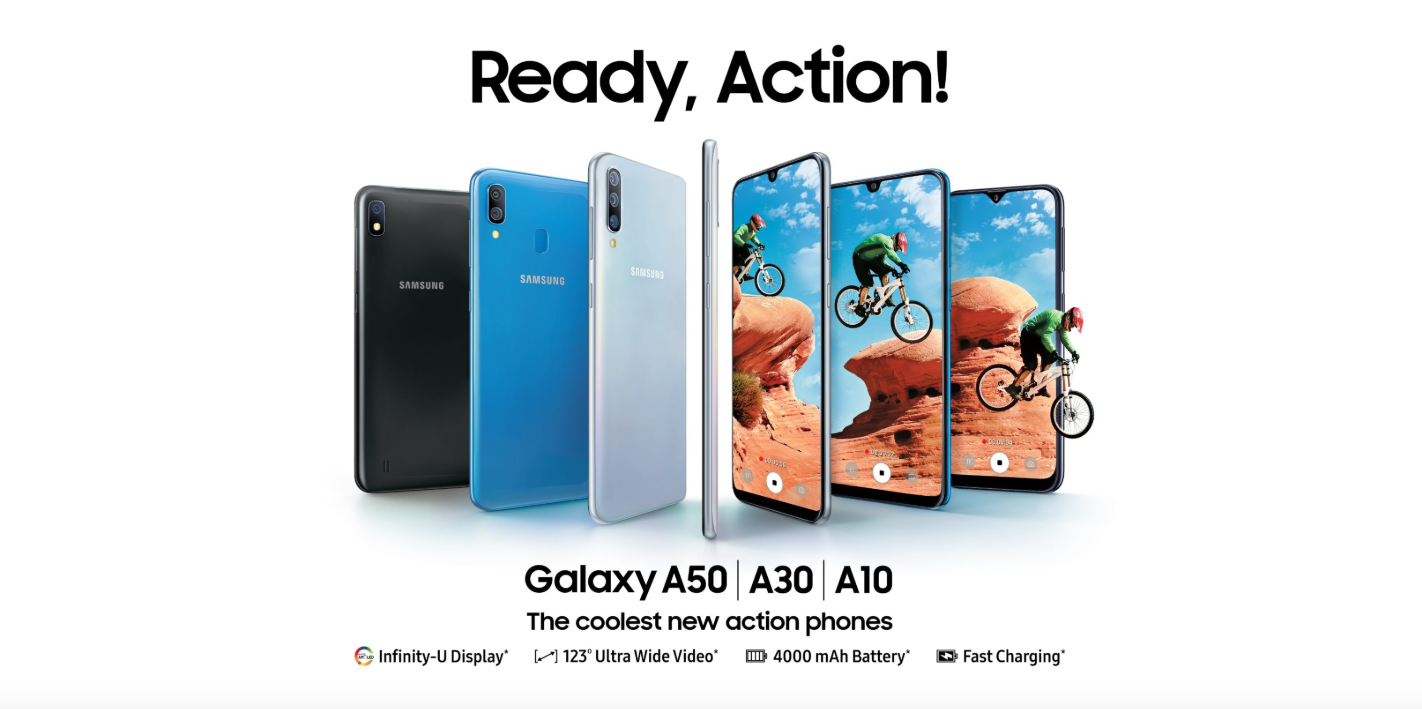 Ready, Action!
SAMSUNG
SAMSUNG
SAMSUNG
Galaxy A50 | A30 | A10
The coolest new action phones
Infinity-U Display* 123° Ultra Wide Video* 4000 mAh Battery* Fast Charging*